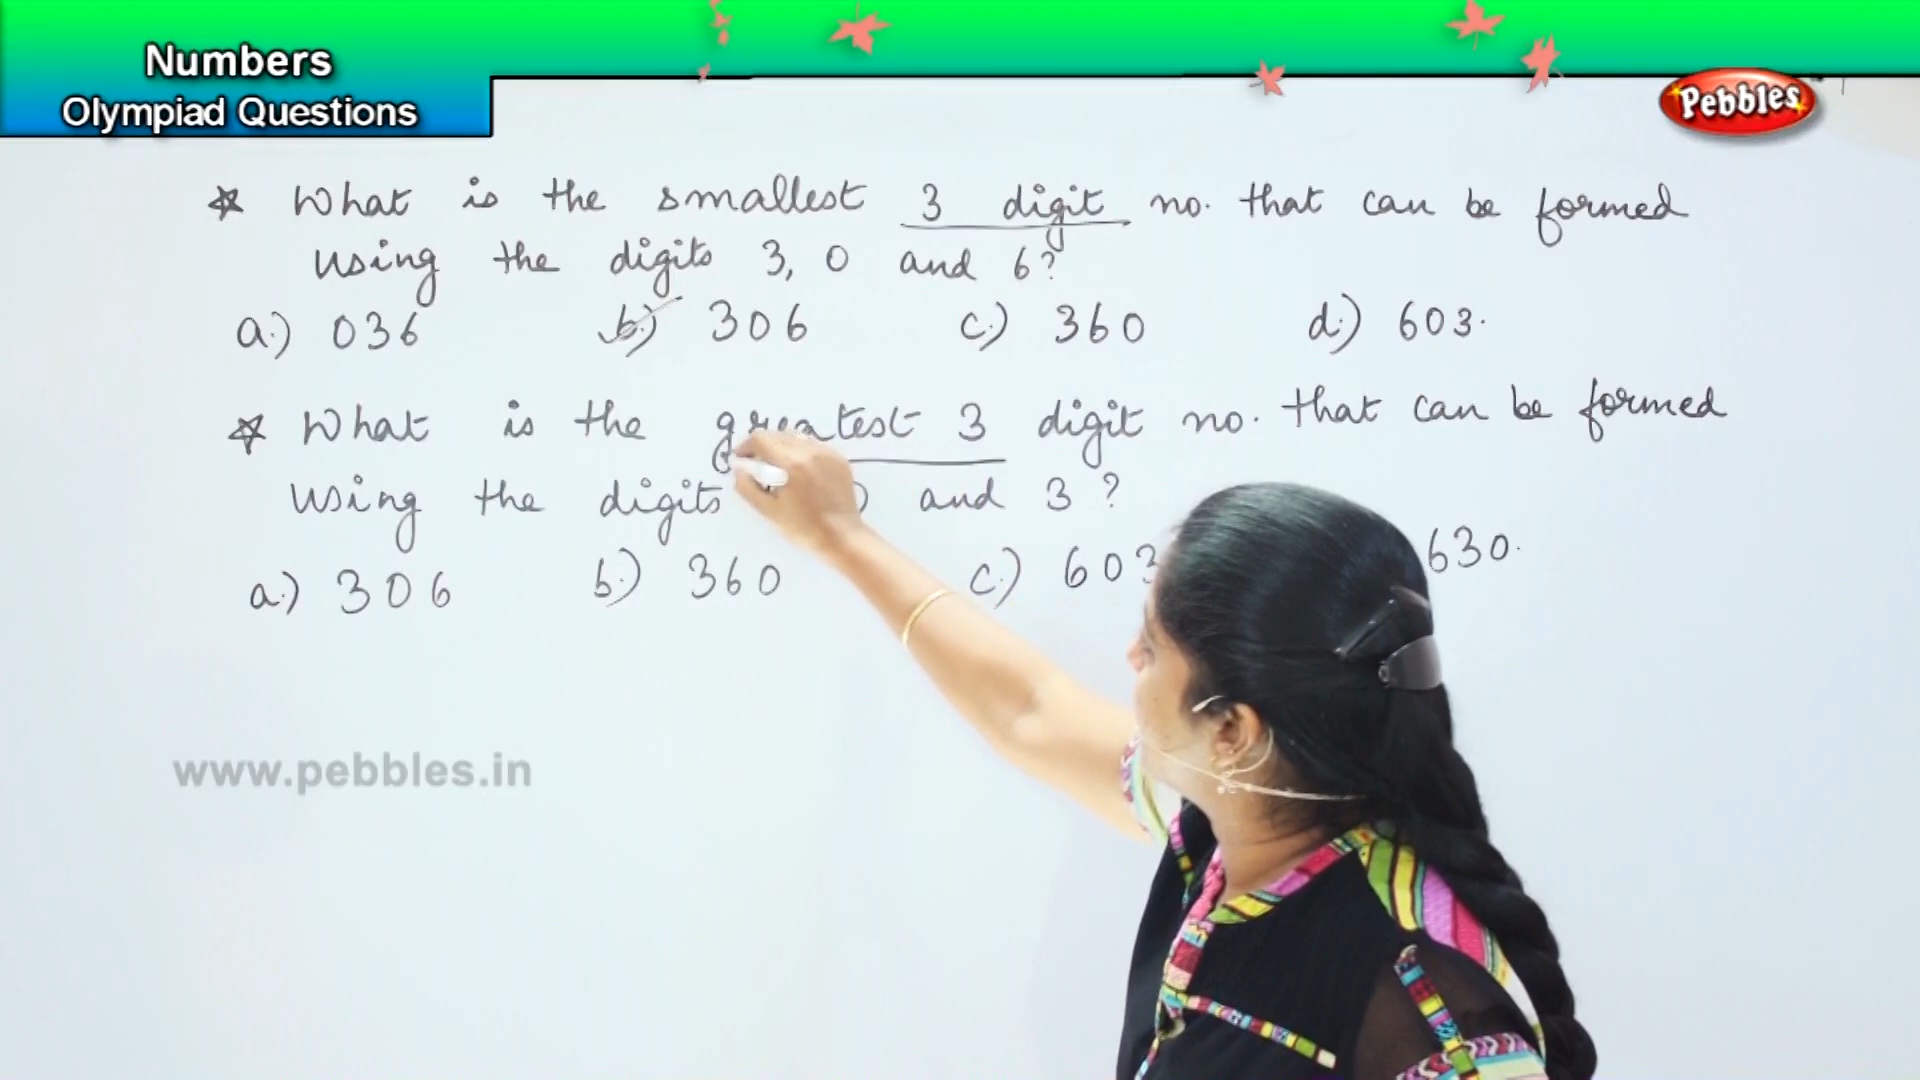 Numbers
Olympiad Questions
Pebbles
☆ What is the smallest 3 digit no. that can be formed
using the digits 3, 0 and 6?
a.) 036 b.) 306 c.) 360 d.) 603.
☆ What is the greatest 3 digit no. that can be formed
using the digits and 3 ?
a.) 306 b.) 360 c.) 603 630.
www.pebbles.in